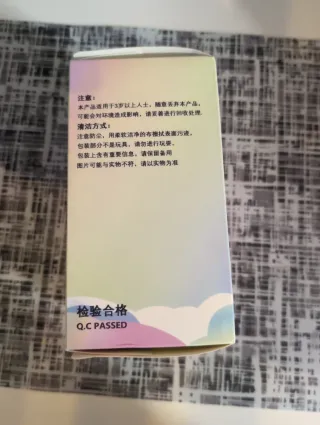 注意：
本产品适用于3岁以上人士，随意丢弃本产品，
可能会对环境造成影响，请妥善进行回收处理.
清洁方式：
注意防尘，用柔软洁净的布擦拭表面污迹，
包装部分不是玩具，请勿进行玩耍，
包装上含有重要信息，请保留备用
图片可能与实物不符，请以实物为准
检验合格
Q.C PASSED